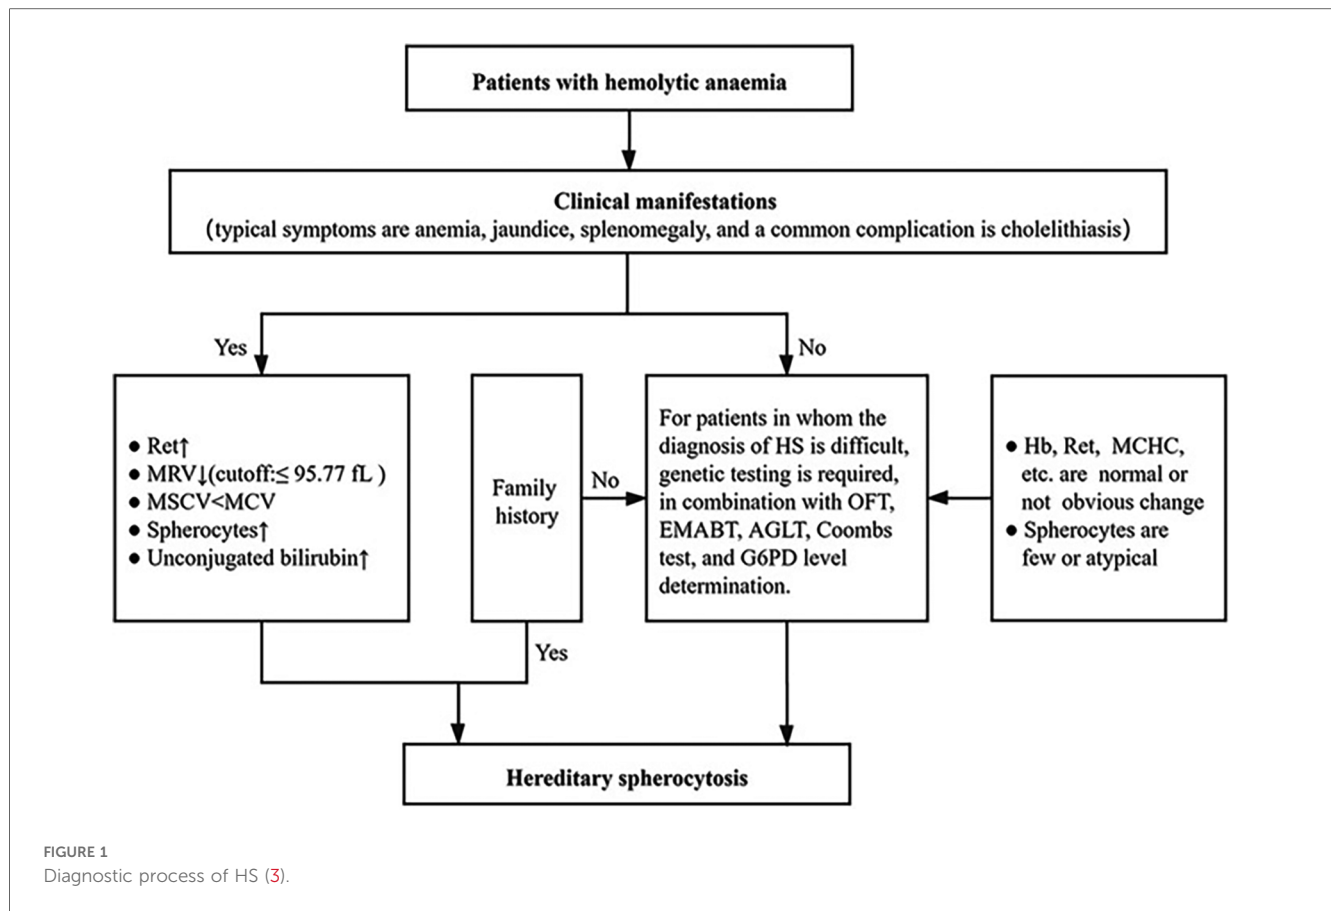 Patients with hemolytic anaemia
Clinical manifestations
(typical symptoms are anemia, jaundice, splenomegaly, and a common complication is cholelithiasis)
Yes
No
● Ret↑
● MRV↓(cutoff:≤ 95.77 fL )
● MSCV<MCV
● Spherocytes↑
● Unconjugated bilirubin↑
Family
history
No
Yes
For patients in whom the
diagnosis of HS is difficult,
genetic testing is required,
in combination with OFT,
EMABT, AGLT, Coombs
test, and G6PD level
determination.
● Hb, Ret, MCHC,
etc. are normal or
not obvious change
● Spherocytes are
few or atypical
Hereditary spherocytosis
FIGURE 1
Diagnostic process of HS (3).